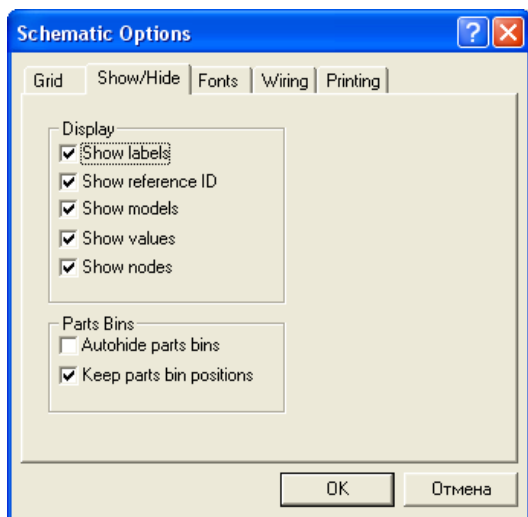 Schematic Options
Grid Show/Hide Fonts Wiring Printing
Display
Show labels
Show reference ID
Show models
Show values
Show nodes
Parts Bins
Autohide parts bins
Keep parts bin positions
OK Отмена